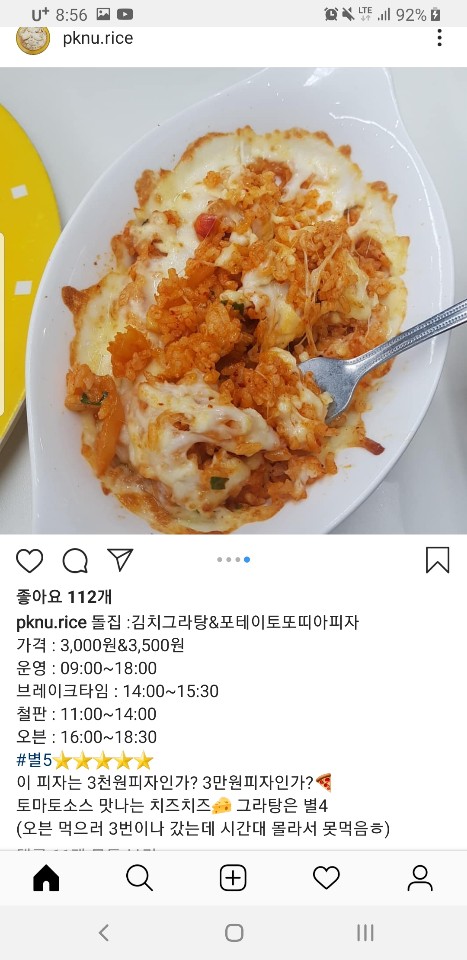 U+ 8:56 LTE 92%
pknu.rice
좋아요 112개
pknu.rice 돌집 :김치그라탕&포테이토또띠아피자
가격 : 3,000원&3,500원
운영 : 09:00~18:00
브레이크타임 : 14:00~15:30
철판 : 11:00~14:00
오븐 : 16:00~18:30
#별5⭐⭐⭐⭐⭐
이 피자는 3천원피자인가? 3만원피자인가?🍕
토마토소스 맛나는 치즈치즈🧀 그라탕은 별4
(오븐 먹으러 3번이나 갔는데 시간대 몰라서 못먹음ㅎ)